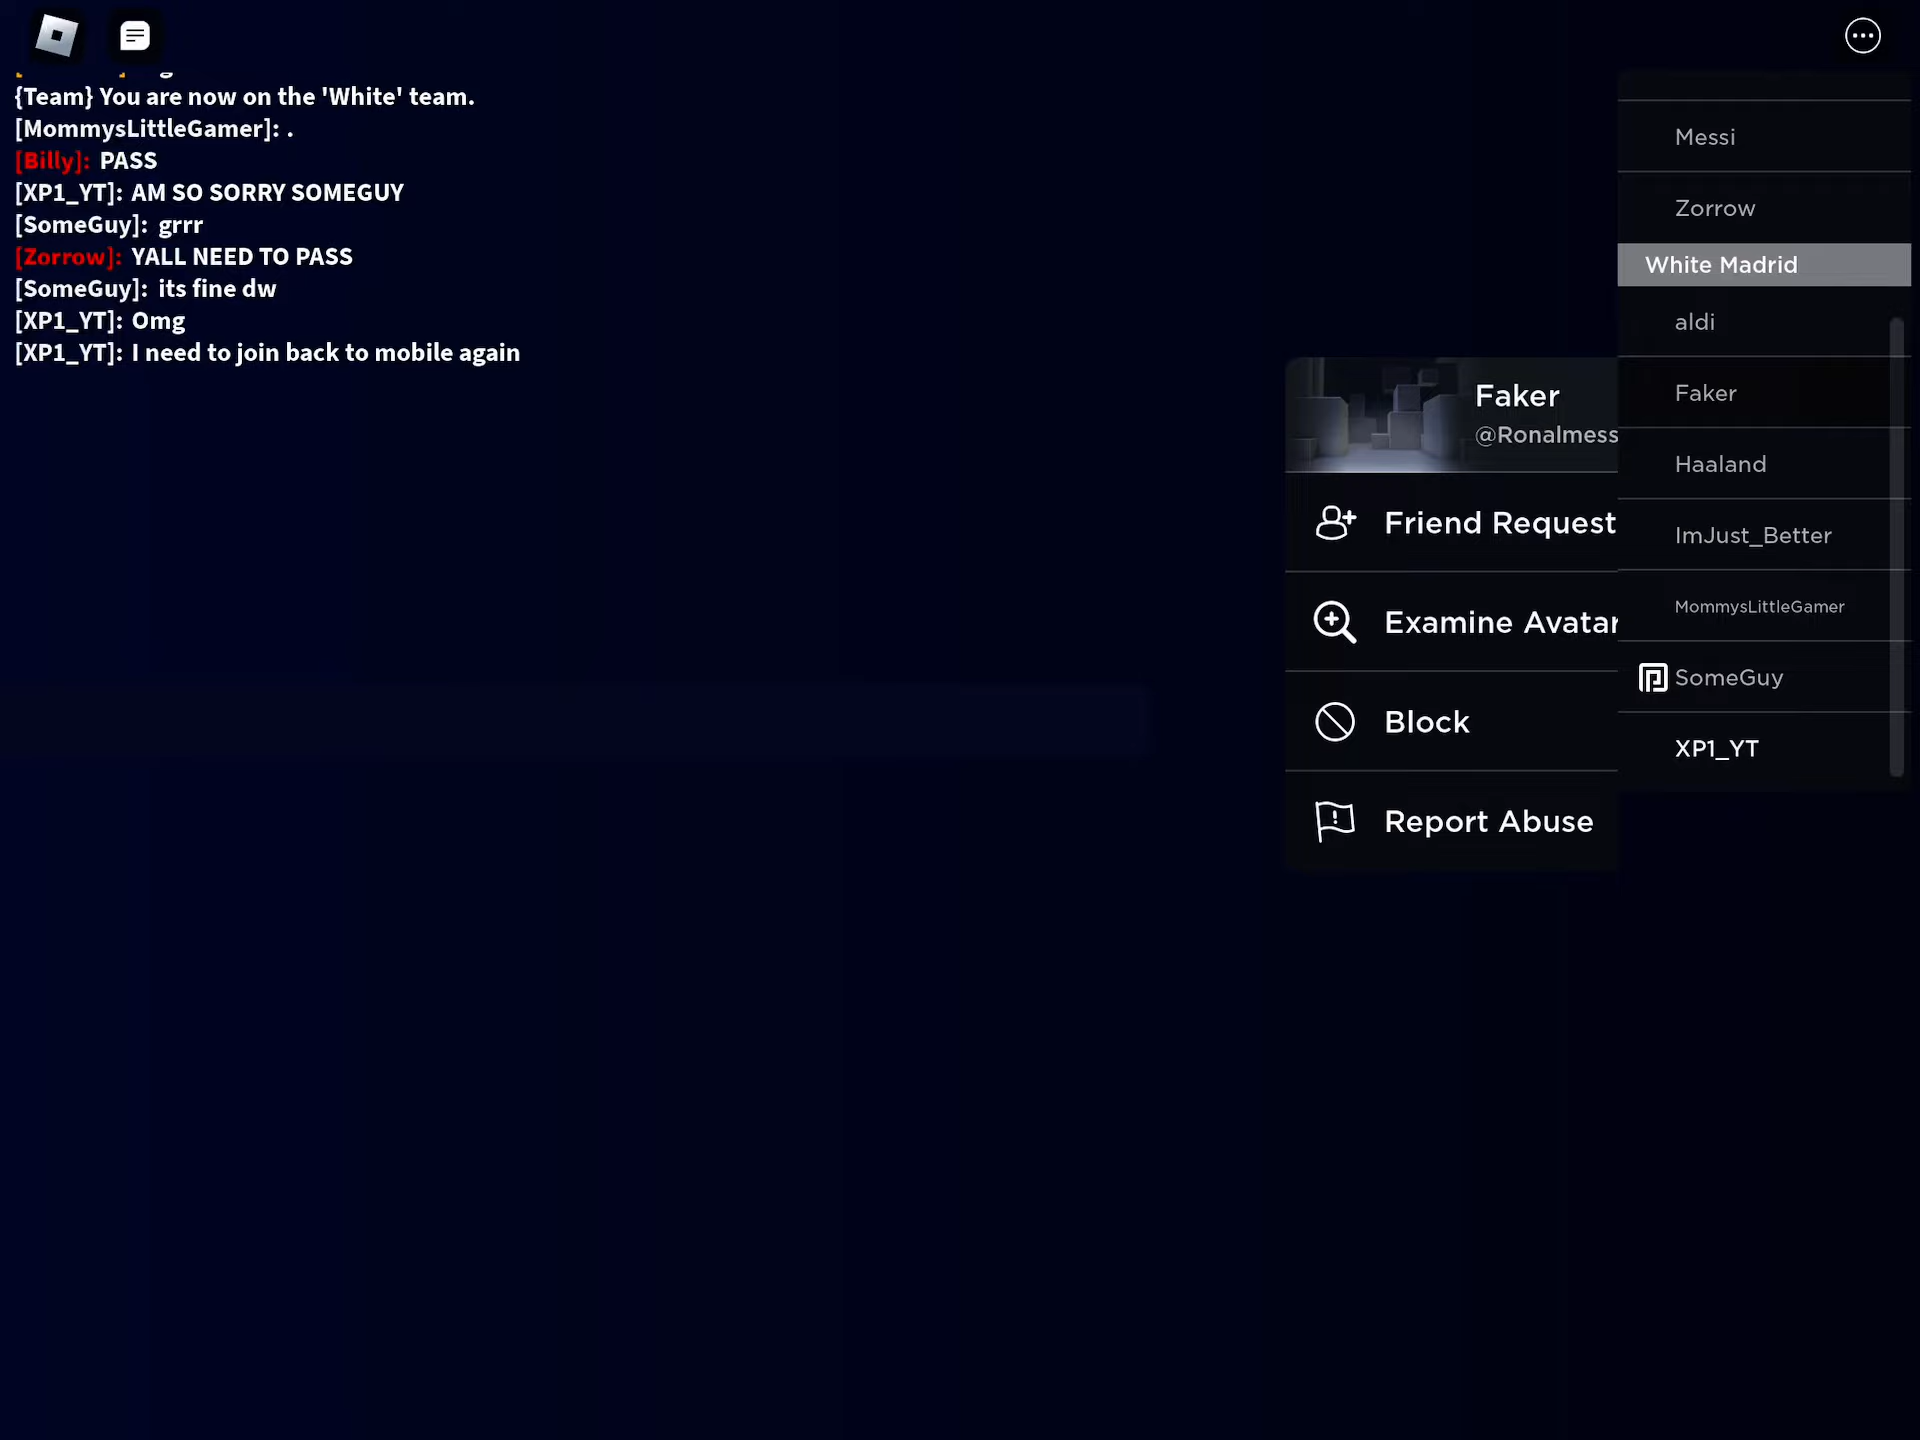 {Team} You are now on the 'White' team.
[MommysLittleGamer]: .
[Billy]: PASS
[XP1_YT]: AM SO SORRY SOMEGUY
[SomeGuy]: grrr
[Zorrow]: YALL NEED TO PASS
[SomeGuy]: its fine dw
[XP1_YT]: Omg
[XP1_YT]: I need to join back to mobile again
Faker
@Ronalmess
Friend Request
Examine Avatar
Block
Report Abuse
Messi
Zorrow
White Madrid
aldi
Faker
Haaland
ImJust_Better
MommysLittleGamer
SomeGuy
XP1_YT